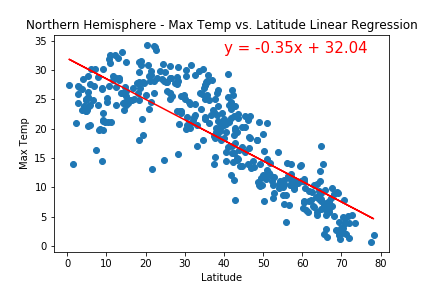 Northern Hemisphere - Max Temp vs. Latitude Linear Regression
y = -0.35x + 32.04
35
30
25
20
15
10
5
0
Max Temp
0 10 20 30 40 50 60 70 80
Latitude